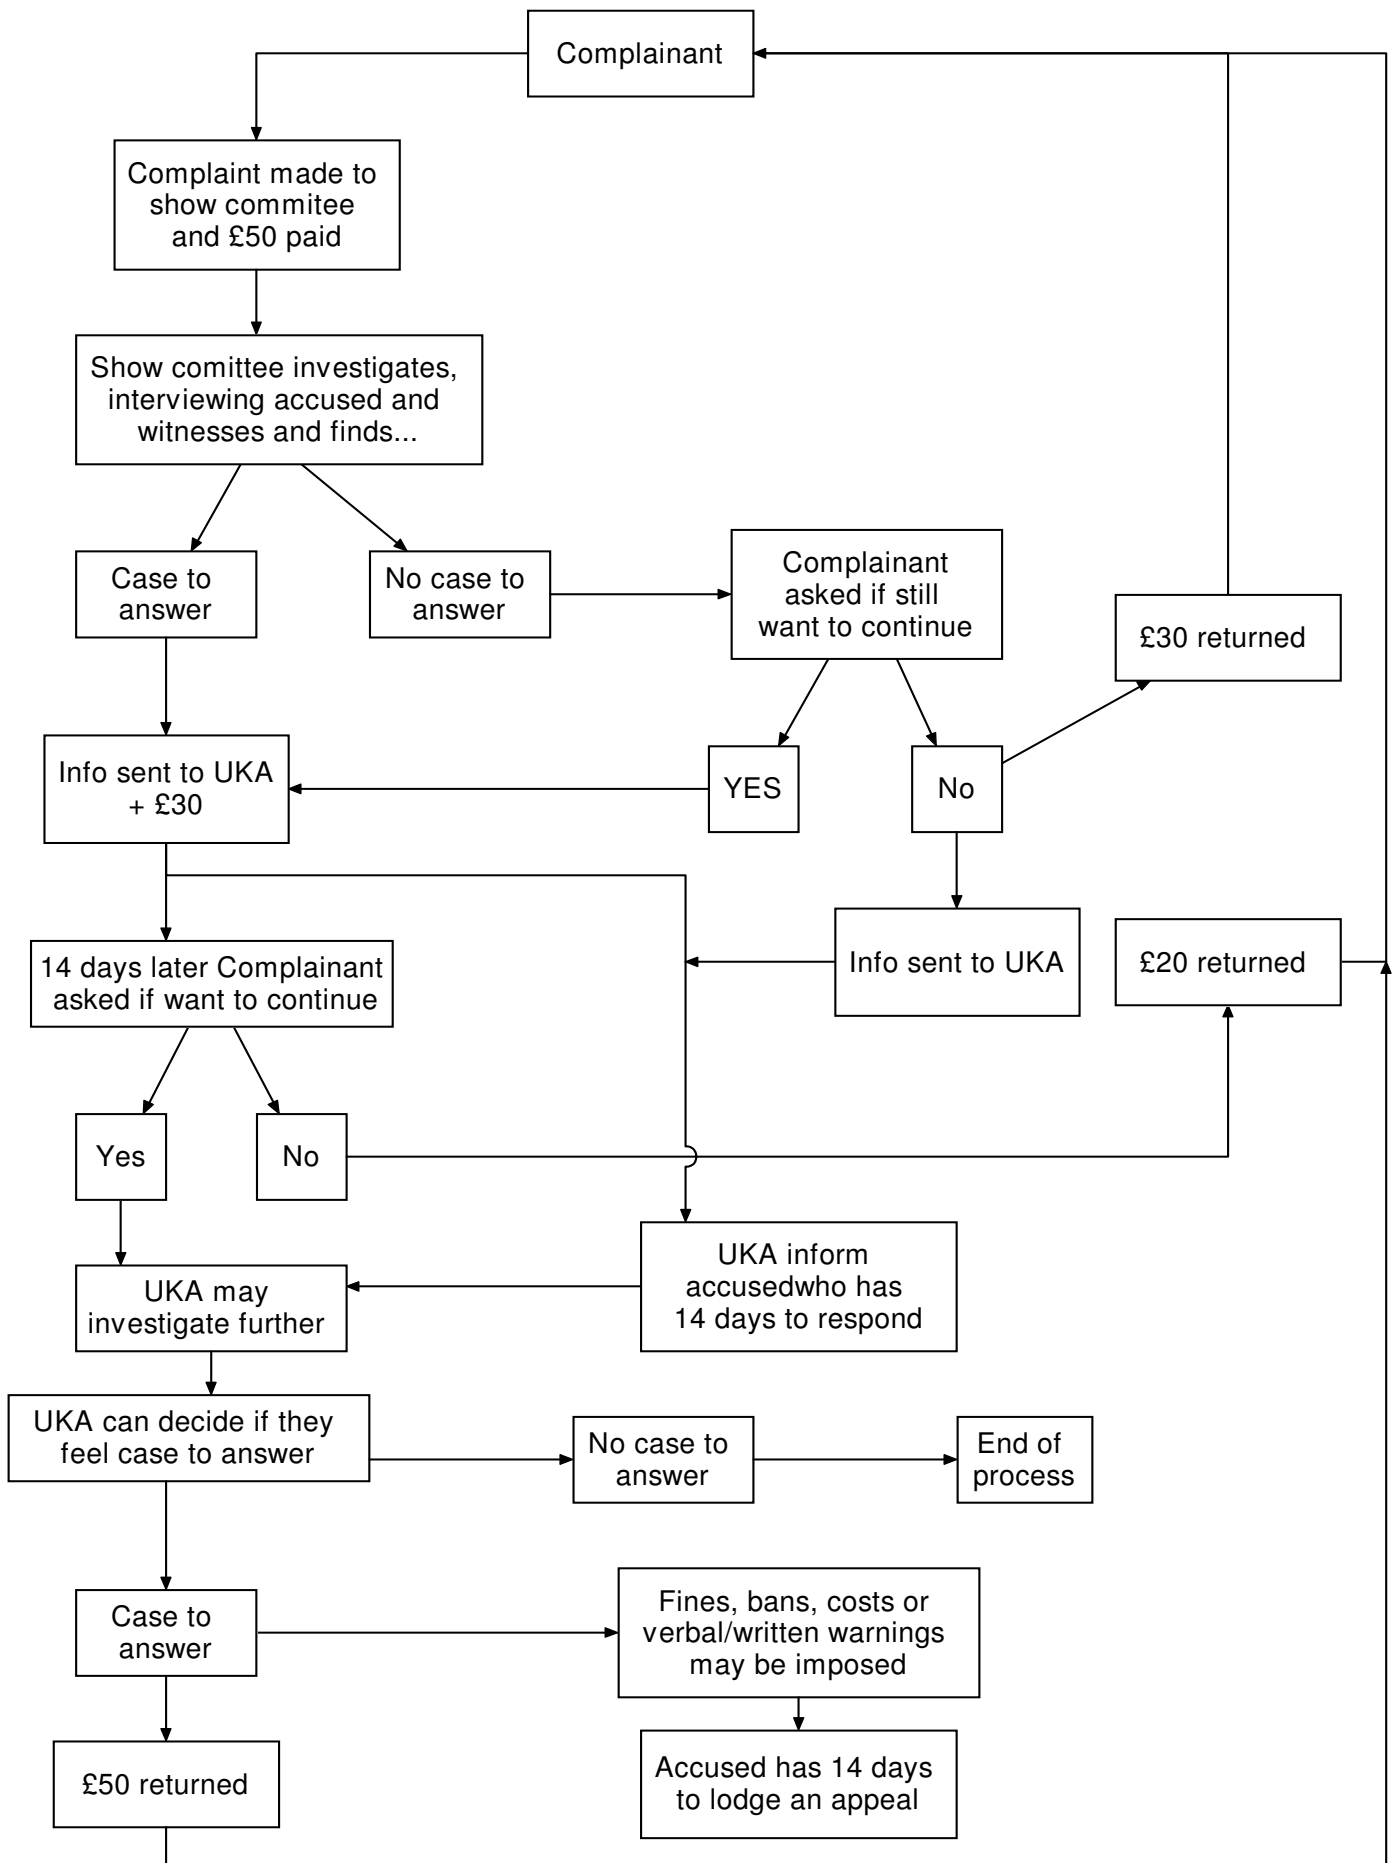 Complainant
Complaint made to
show commitee
and £50 paid
Show comittee investigates,
interviewing accused and
witnesses and finds...
Case to
answer
No case to
answer
Complainant
asked if still
want to continue
£30 returned
Info sent to UKA
+ £30
YES
No
14 days later Complainant
asked if want to continue
Info sent to UKA
£20 returned
Yes
No
UKA may
investigate further
UKA inform
accusedwho has
14 days to respond
UKA can decide if they
feel case to answer
No case to
answer
End of
process
Case to
answer
Fines, bans, costs or
verbal/written warnings
may be imposed
£50 returned
Accused has 14 days
to lodge an appeal